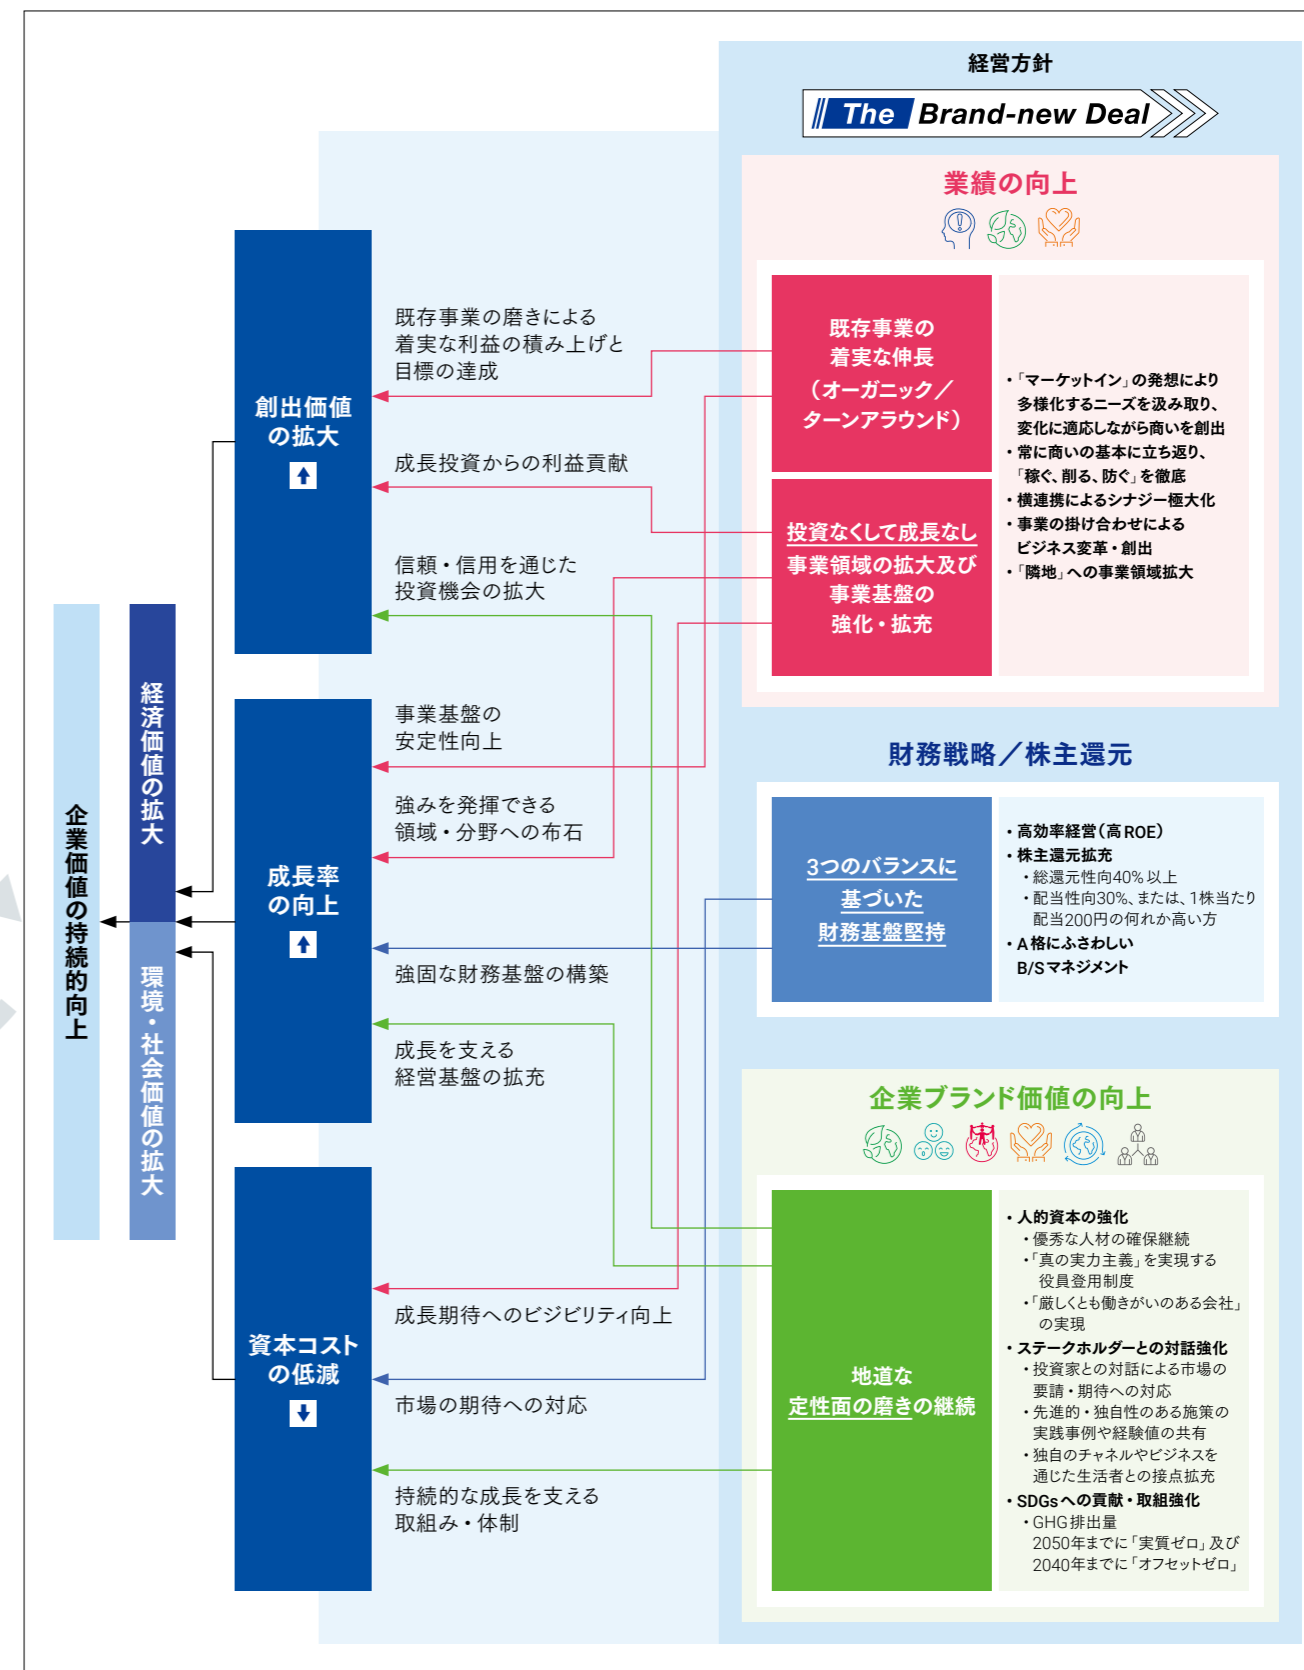 経営方針
The Brand-new Deal
業績の向上
既存事業の
着実な伸長
（オーガニック／
ターンアラウンド）
投資なくして成長なし
事業領域の拡大及び
事業基盤の
強化・拡充
・「マーケットイン」の発想により
多様化するニーズを汲み取り、
変化に適応しながら商いを創出
・常に商いの基本に立ち返り、
「稼ぐ、削る、防ぐ」を徹底
・横連携によるシナジー極大化
・事業の掛け合わせによる
ビジネス変革・創出
・「隣地」への事業領域拡大
財務戦略／株主還元
3つのバランスに
基づいた
財務基盤堅持
・高効率経営（高ROE）
・株主還元拡充
・総還元性向40%以上
・配当性向30%、または、1株当たり
配当200円の何れか高い方
・A格にふさわしい
B/Sマネジメント
企業ブランド価値の向上
地道な
定性面の磨きの継続
・人的資本の強化
・優秀な人材の確保継続
・「真の実力主義」を実現する
役員登用制度
・「厳しくとも働きがいのある会社」
の実現
・ステークホルダーとの対話強化
・投資家との対話による市場の
要請・期待への対応
・先進的・独自性のある施策の
実践事例や経験値の共有
・独自のチャネルやビジネスを
通じた生活者との接点拡充
・SDGsへの貢献・取組強化
・GHG排出量
2050年までに「実質ゼロ」及び
2040年までに「オフセットゼロ」
既存事業の磨きによる
着実な利益の積み上げと
目標の達成
成長投資からの利益貢献
信頼・信用を通じた
投資機会の拡大
事業基盤の
安定性向上
強みを発揮できる
領域・分野への布石
強固な財務基盤の構築
成長を支える
経営基盤の拡充
成長期待へのビジビリティ向上
市場の期待への対応
持続的な成長を支える
取組み・体制
創出価値
の拡大
成長率
の向上
資本コスト
の低減
経済価値の拡大
環境・社会価値の拡大
企業価値の持続的向上